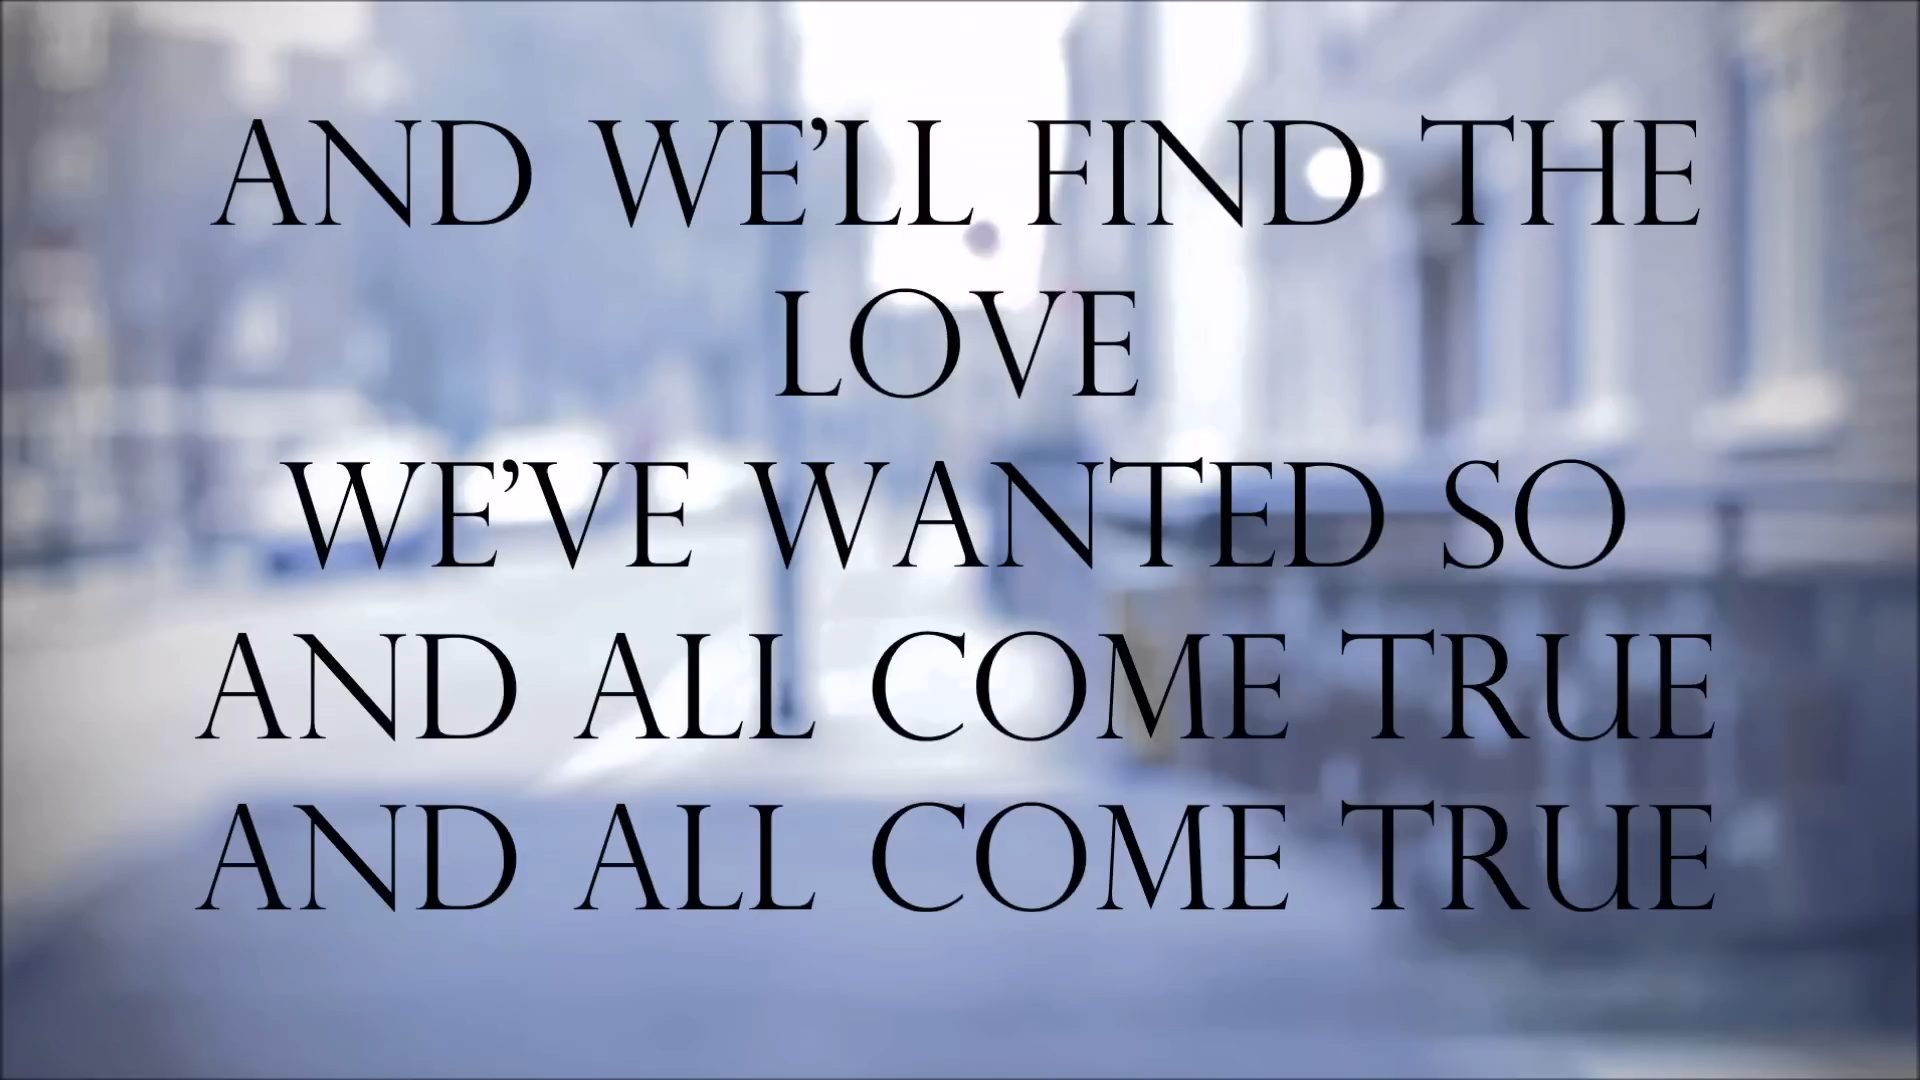 AND WE'LL FIND THE
LOVE
WE'VE WANTED SO
AND ALL COME TRUE
AND ALL COME TRUE